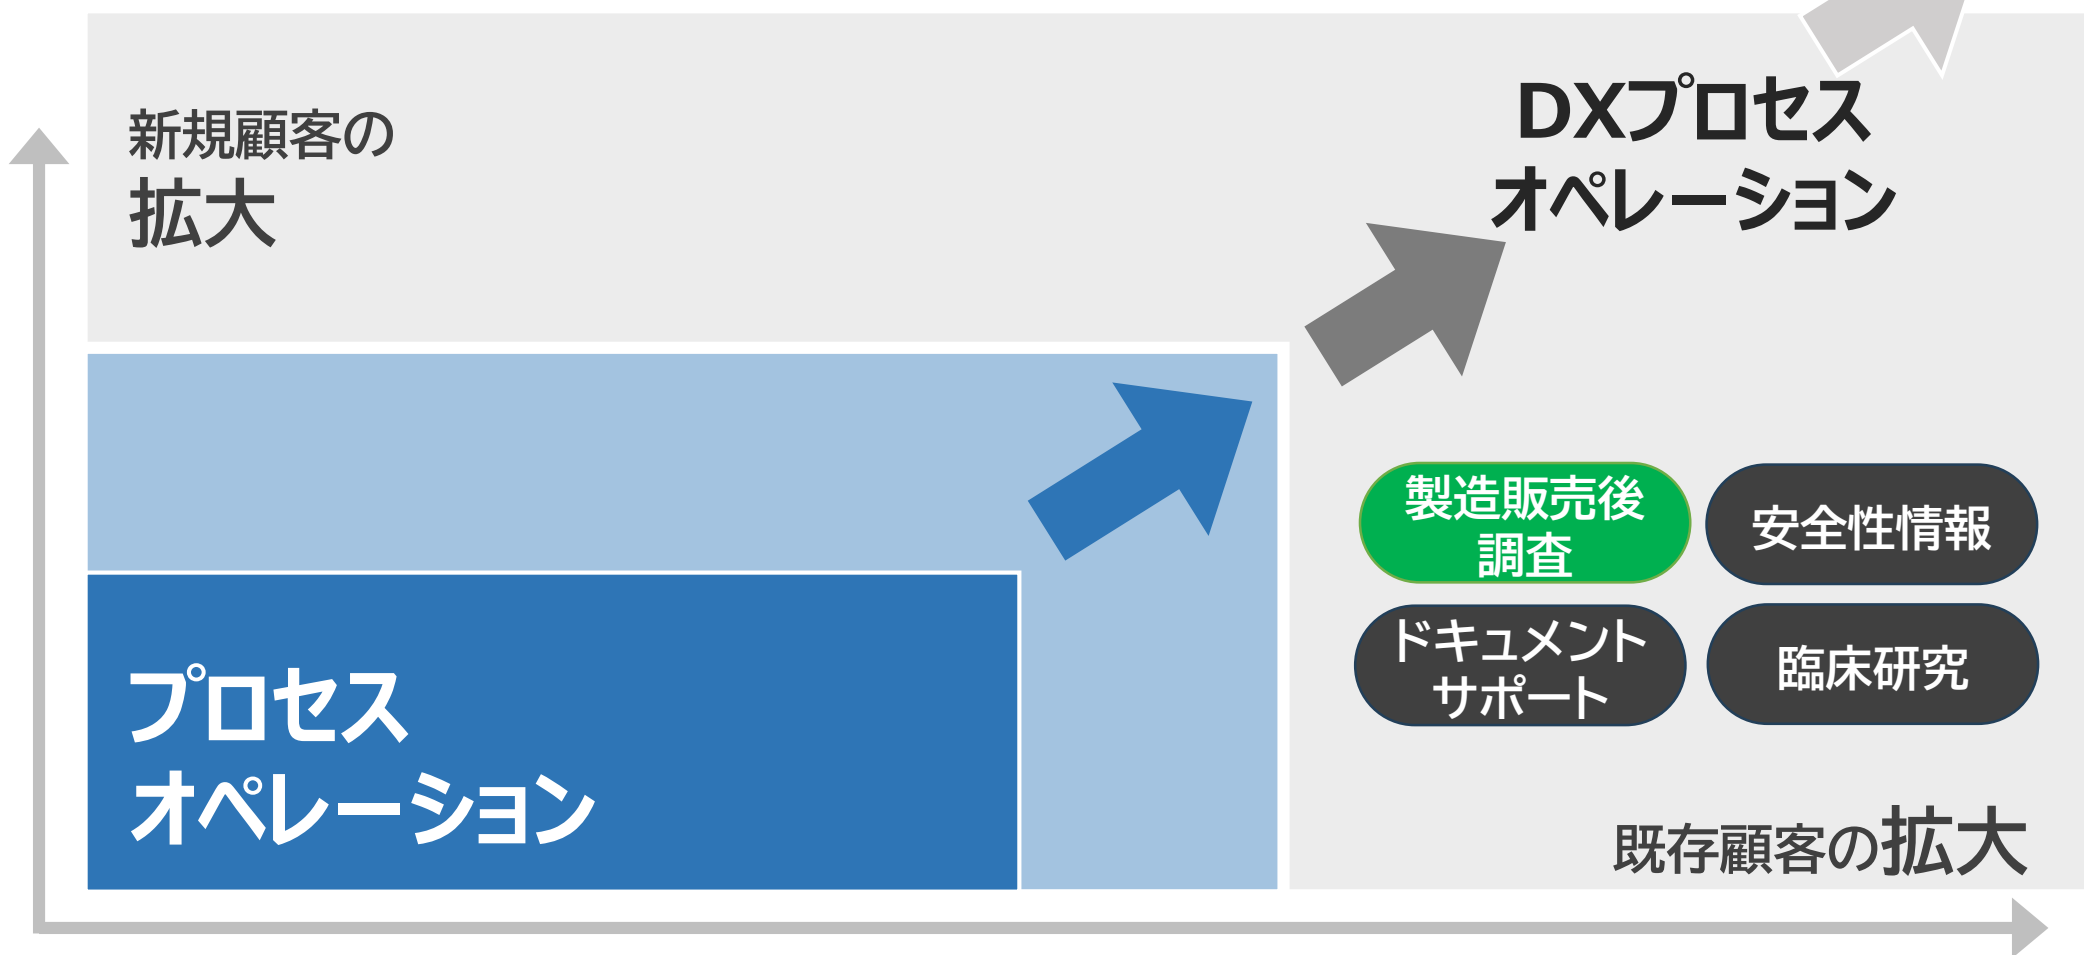 新規顧客の
拡大
DXプロセス
オペレーション
製造販売後
調査
安全性情報
ドキュメント
サポート
臨床研究
プロセス
オペレーション
既存顧客の拡大